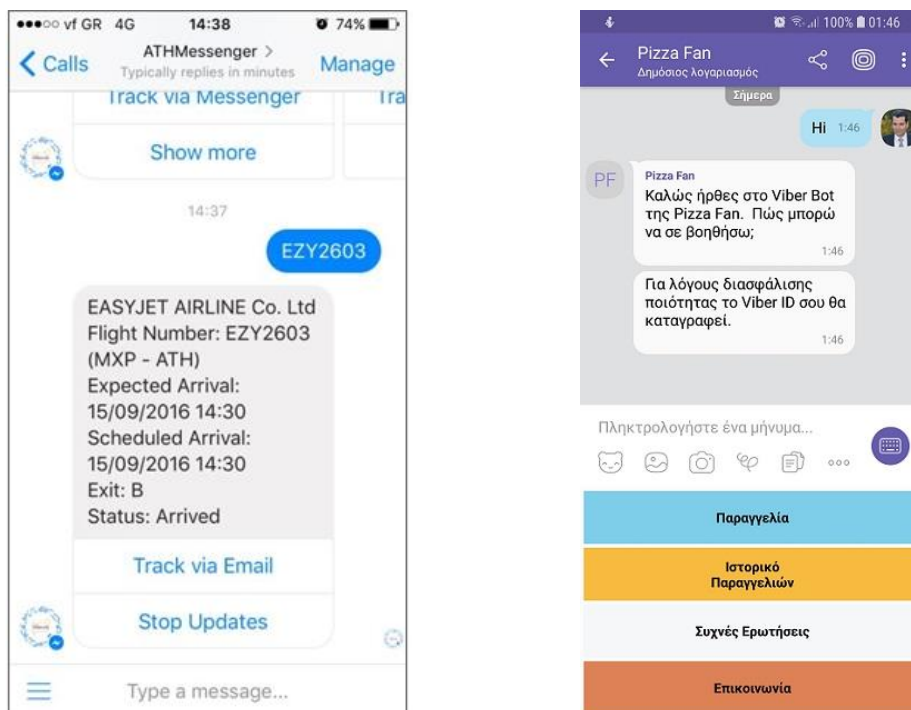 vf GR 4G 14:38 74%
Calls
ATHMessenger >
Typically replies in minutes
Manage
Track via Messenger
Tra
Show more
14:37
EZY2603
EASYJET AIRLINE Co. Ltd
Flight Number: EZY2603
(MXP - ATH)
Expected Arrival:
15/09/2016 14:30
Scheduled Arrival:
15/09/2016 14:30
Exit: B
Status: Arrived
Track via Email
Stop Updates
Type a message...
100% 01:46
Pizza Fan
Δημόσιος λογαριασμός
Σήμερα
Hi 1:46
PF
Pizza Fan
Καλώς ήρθες στο Viber Bot
της Pizza Fan. Πώς μπορώ
να σε βοηθήσω;
1:46
Για λόγους διασφάλισης
ποιότητας το Viber ID σου θα
καταγραφεί.
1:46
Πληκτρολογήστε ένα μήνυμα...
Παραγγελία
Ιστορικό
Παραγγελιών
Συχνές Ερωτήσεις
Επικοινωνία